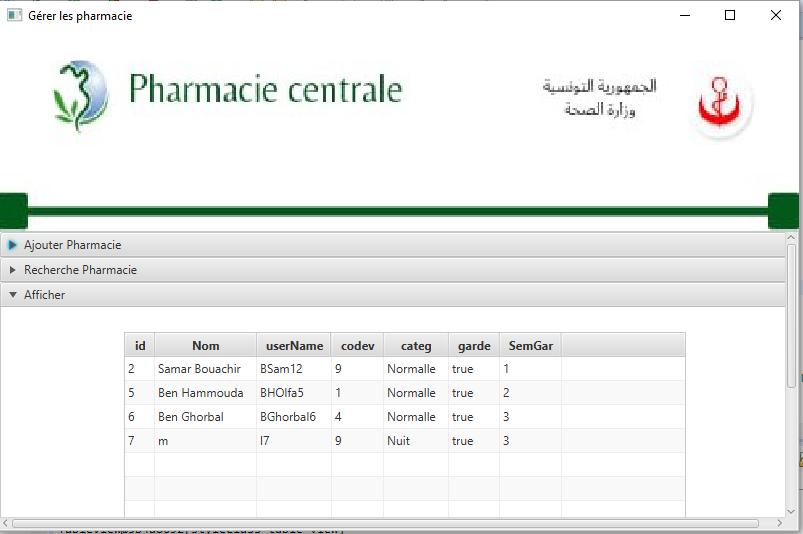 Gérer les pharmacie
Pharmacie centrale
الجمهورية التونسية
وزارة الصحة
Ajouter Pharmacie
Recherche Pharmacie
Afficher
id Nom userName codev categ garde SemGar
2 Samar Bouachir BSam12 9 Normalle true 1
5 Ben Hammouda BHOlfa5 1 Normalle true 2
6 Ben Ghorbal BGhorbal6 4 Normalle true 3
7 m l7 9 Nuit true 3